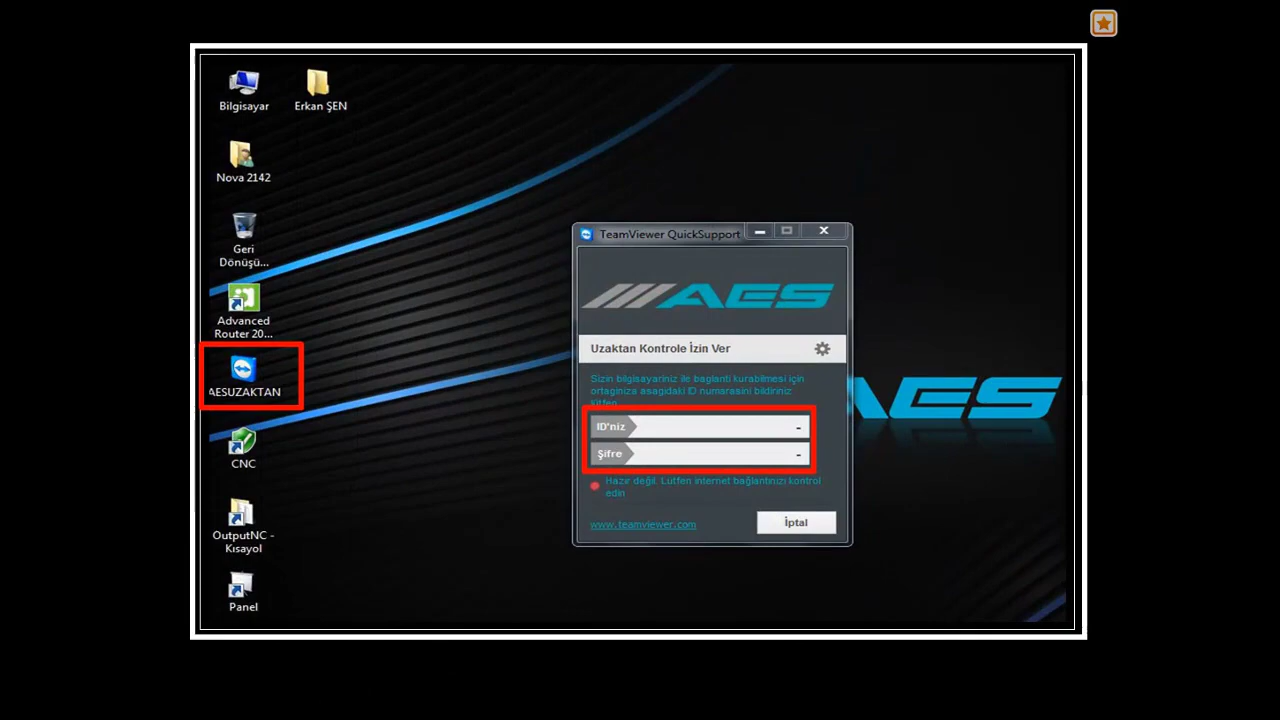 Bilgisayar
Erkan ŞEN
Nova 2142
Geri
Dönüşü...
Advanced
Router 20...
AESUZAKTAN
CNC
OutputNC -
Kısayol
Panel
TeamViewer QuickSupport
AES
Uzaktan Kontrole İzin Ver
Sizin bilgisayariniz ile baglanti kurabilmesi için
ortaginiza asagidaki ID numarasini bildiriniz
lütfen.
ID'niz -
Şifre -
Hazır değil. Lütfen internet bağlantınızı kontrol
edin
www.teamviewer.com
İptal
AES